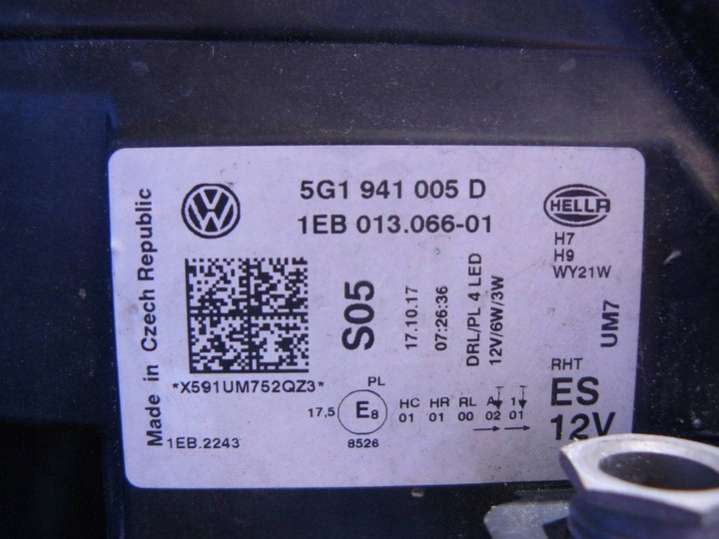 5G1 941 005 D
1EB 013.066-01
HELLA
H7
H9
WY21W
Made in Czech Republic
S05
17.10.17
07:26:36
DRL/PL 4 LED
12V/6W/3W
UM7
*X591UM752QZ3*
RHT
ES
12V
PL
17,5 E8 HC HR RL A 1
01 01 00 02 01
8526
1EB.2243